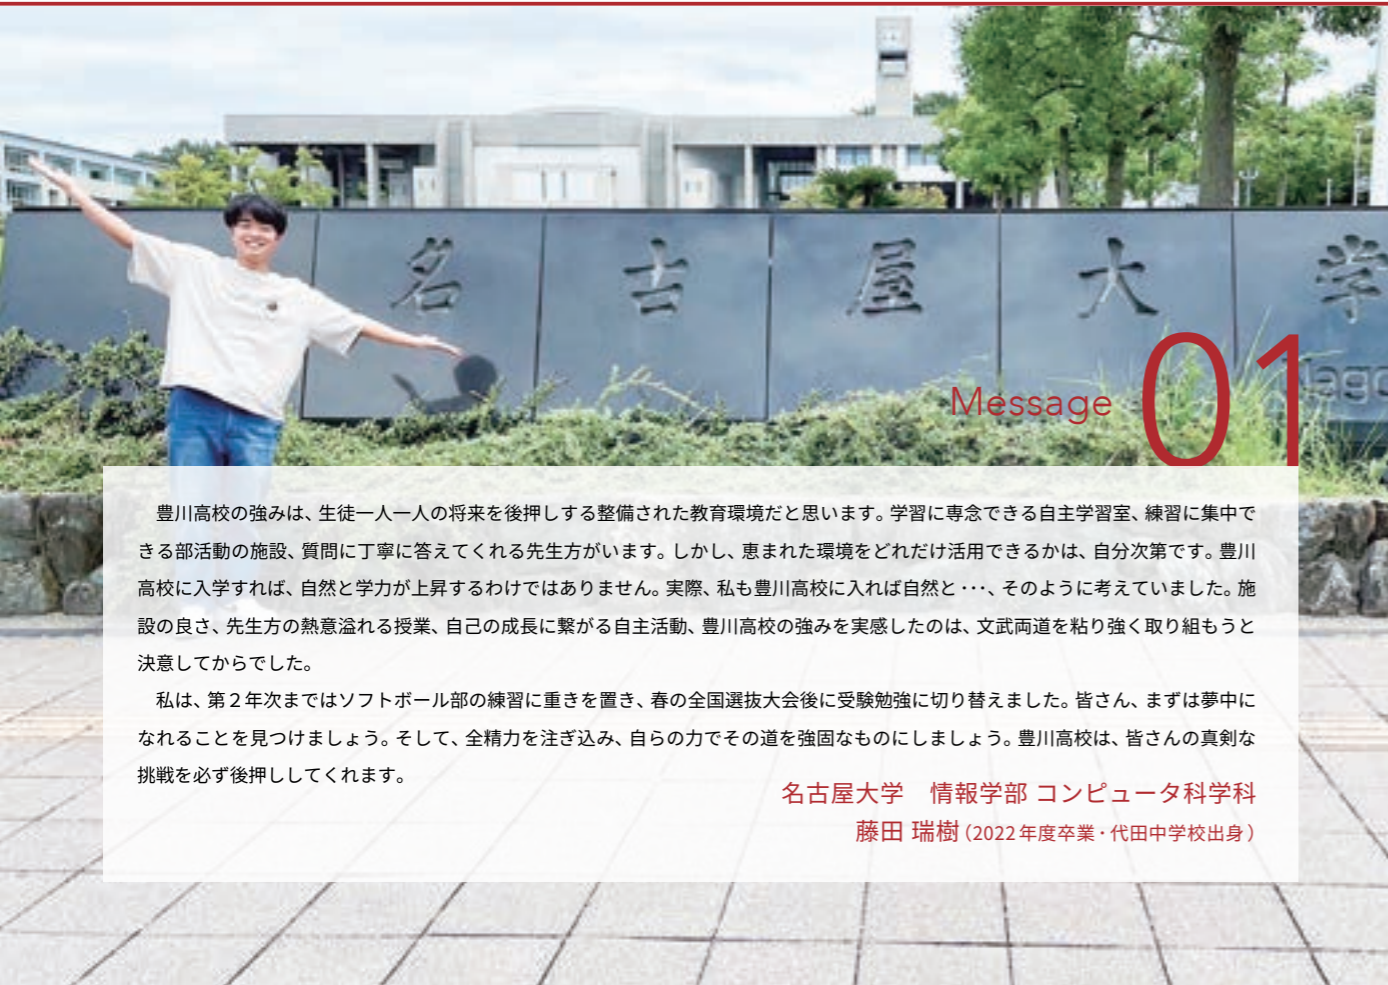 名古屋大学
Nago
Message 01
豊川高校の強みは、生徒一人一人の将来を後押しする整備された教育環境だと思います。学習に専念できる自主学習室、練習に集中で
きる部活動の施設、質問に丁寧に答えてくれる先生方がいます。しかし、恵まれた環境をどれだけ活用できるかは、自分次第です。豊川
高校に入学すれば、自然と学力が上昇するわけではありません。実際、私も豊川高校に入れば自然と・・・、そのように考えていました。施
設の良さ、先生方の熱意溢れる授業、自己の成長に繋がる自主活動、豊川高校の強みを実感したのは、文武両道を粘り強く取り組もうと
決意してからでした。
私は、第２年次まではソフトボール部の練習に重きを置き、春の全国選抜大会後に受験勉強に切り替えました。皆さん、まずは夢中に
なれることを見つけましょう。そして、全精力を注ぎ込み、自らの力でその道を強固なものにしましょう。豊川高校は、皆さんの真剣な
挑戦を必ず後押ししてくれます。
名古屋大学　情報学部 コンピュータ科学科
藤田 瑞樹（2022年度卒業・代田中学校出身）